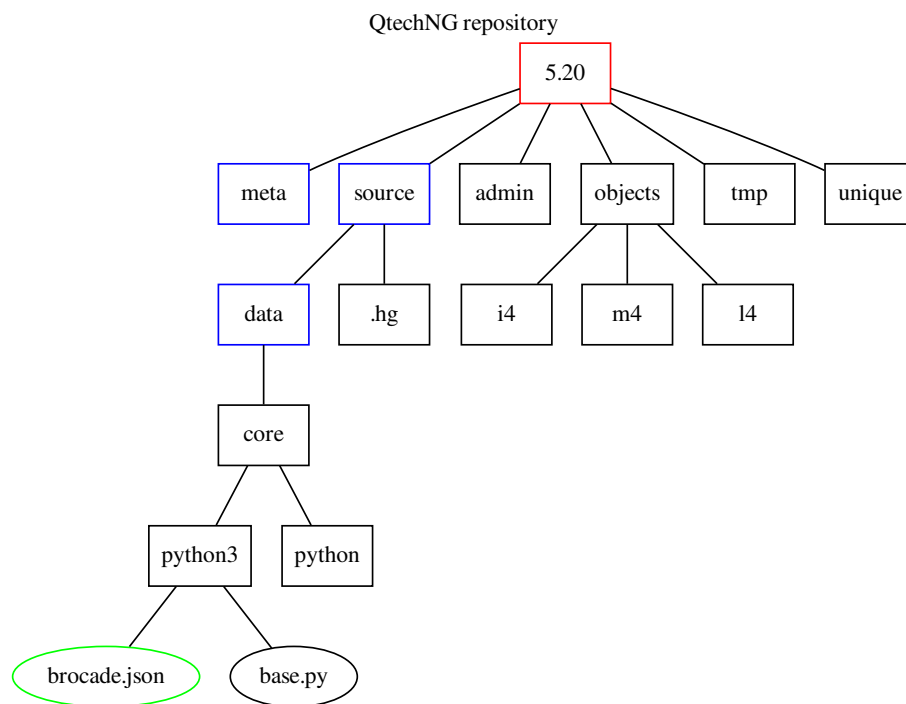 QtechNG repository
5.20
meta
source
admin
objects
tmp
unique
data
.hg
i4
m4
l4
core
python3
python
brocade.json
base.py